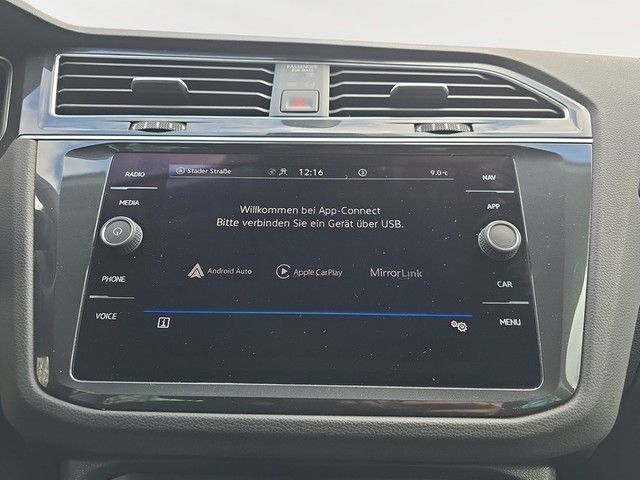 PASSENGER
AIR BAG
RADIO
Stader Straße 12:16 9.0°C
NAV
MEDIA
APP
Willkommen bei App-Connect
Bitte verbinden Sie ein Gerät über USB.
Android Auto Apple CarPlay MirrorLink
PHONE
CAR
VOICE
MENU